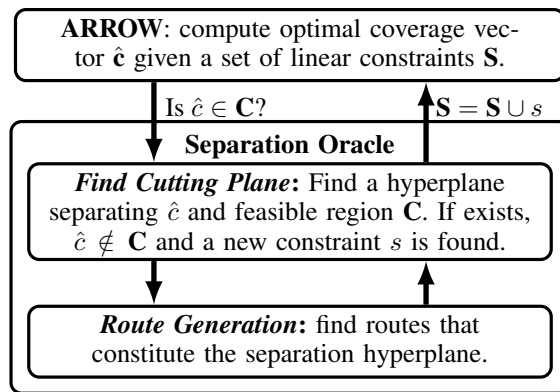 ARROW: compute optimal coverage vec-
tor ĉ given a set of linear constraints S.
Is ĉ ∈ C?
S = S ∪ s
Separation Oracle
Find Cutting Plane: Find a hyperplane
separating ĉ and feasible region C. If exists,
ĉ ∉ C and a new constraint s is found.
Route Generation: find routes that
constitute the separation hyperplane.